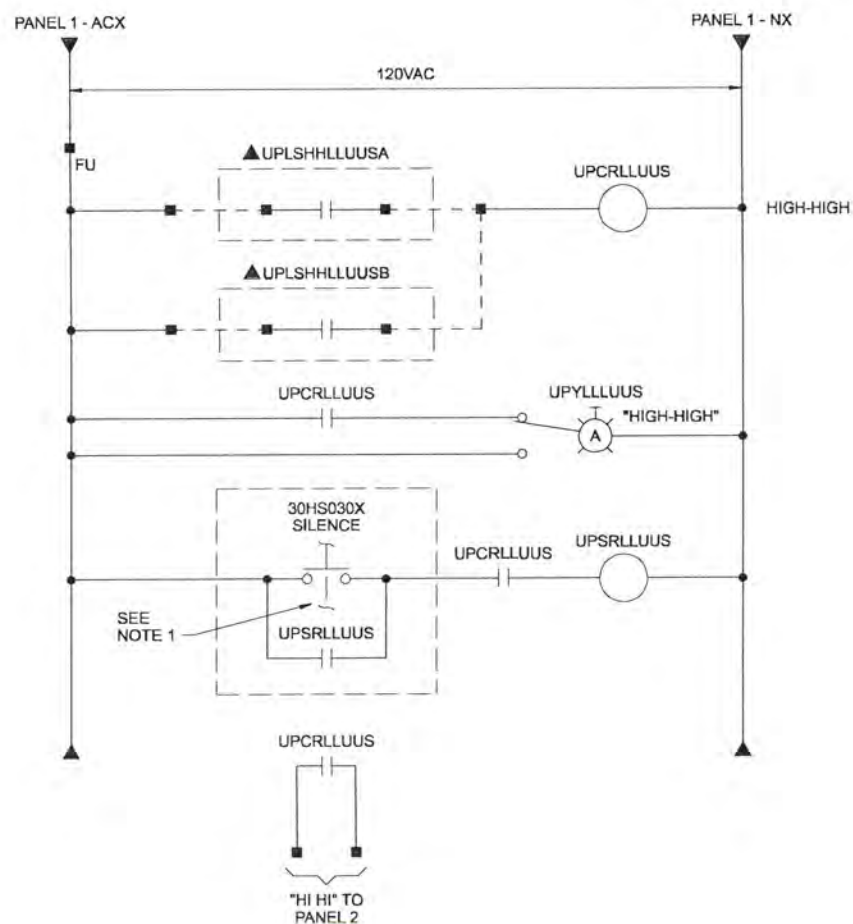 PANEL 1 - ACX
PANEL 1 - NX
120VAC
FU
UPLSHHLLUUSA
UPCRLLUUS
HIGH-HIGH
UPLSHHLLUUSB
UPCRLLUUS
UPYLLLUUS
"HIGH-HIGH"
A
30HS030X
SILENCE
UPCRLLUUS
UPSRLLUUS
SEE
NOTE 1
UPSRLLUUS
UPCRLLUUS
"HI HI" TO
PANEL 2